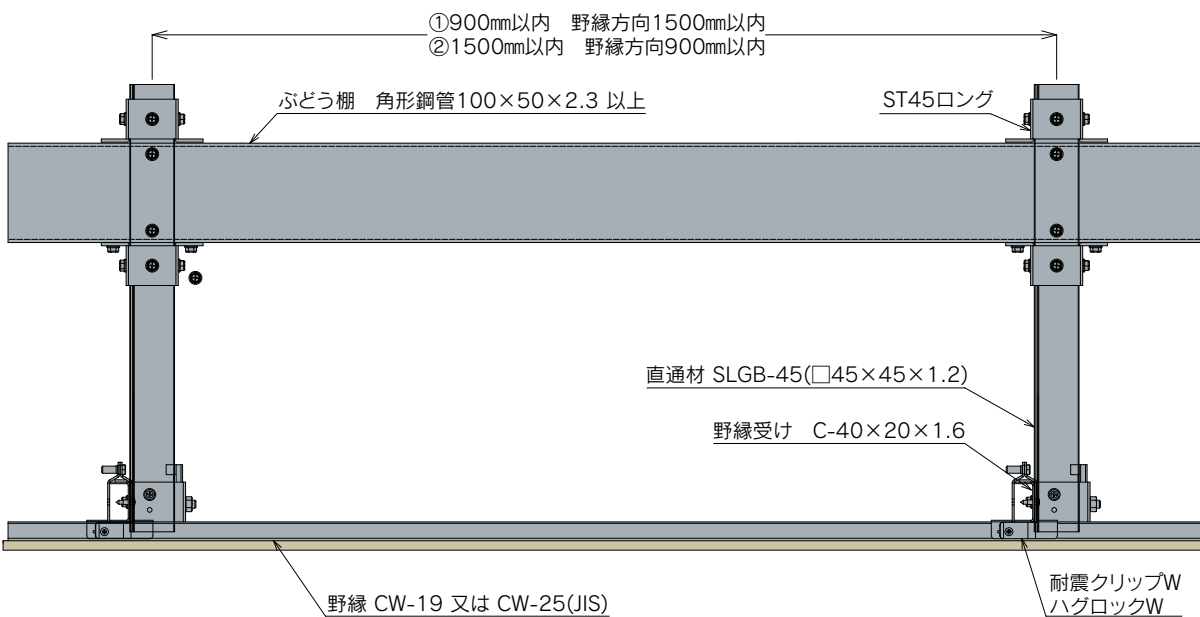 ①900㎜以内　野縁方向1500㎜以内
②1500㎜以内　野縁方向900㎜以内
ぶどう棚　角形鋼管100×50×2.3 以上
ST45ロング
直通材 SLGB-45(□45×45×1.2)
野縁受け　C-40×20×1.6
野縁 CW-19 又は CW-25(JIS)
耐震クリップW
ハグロックW